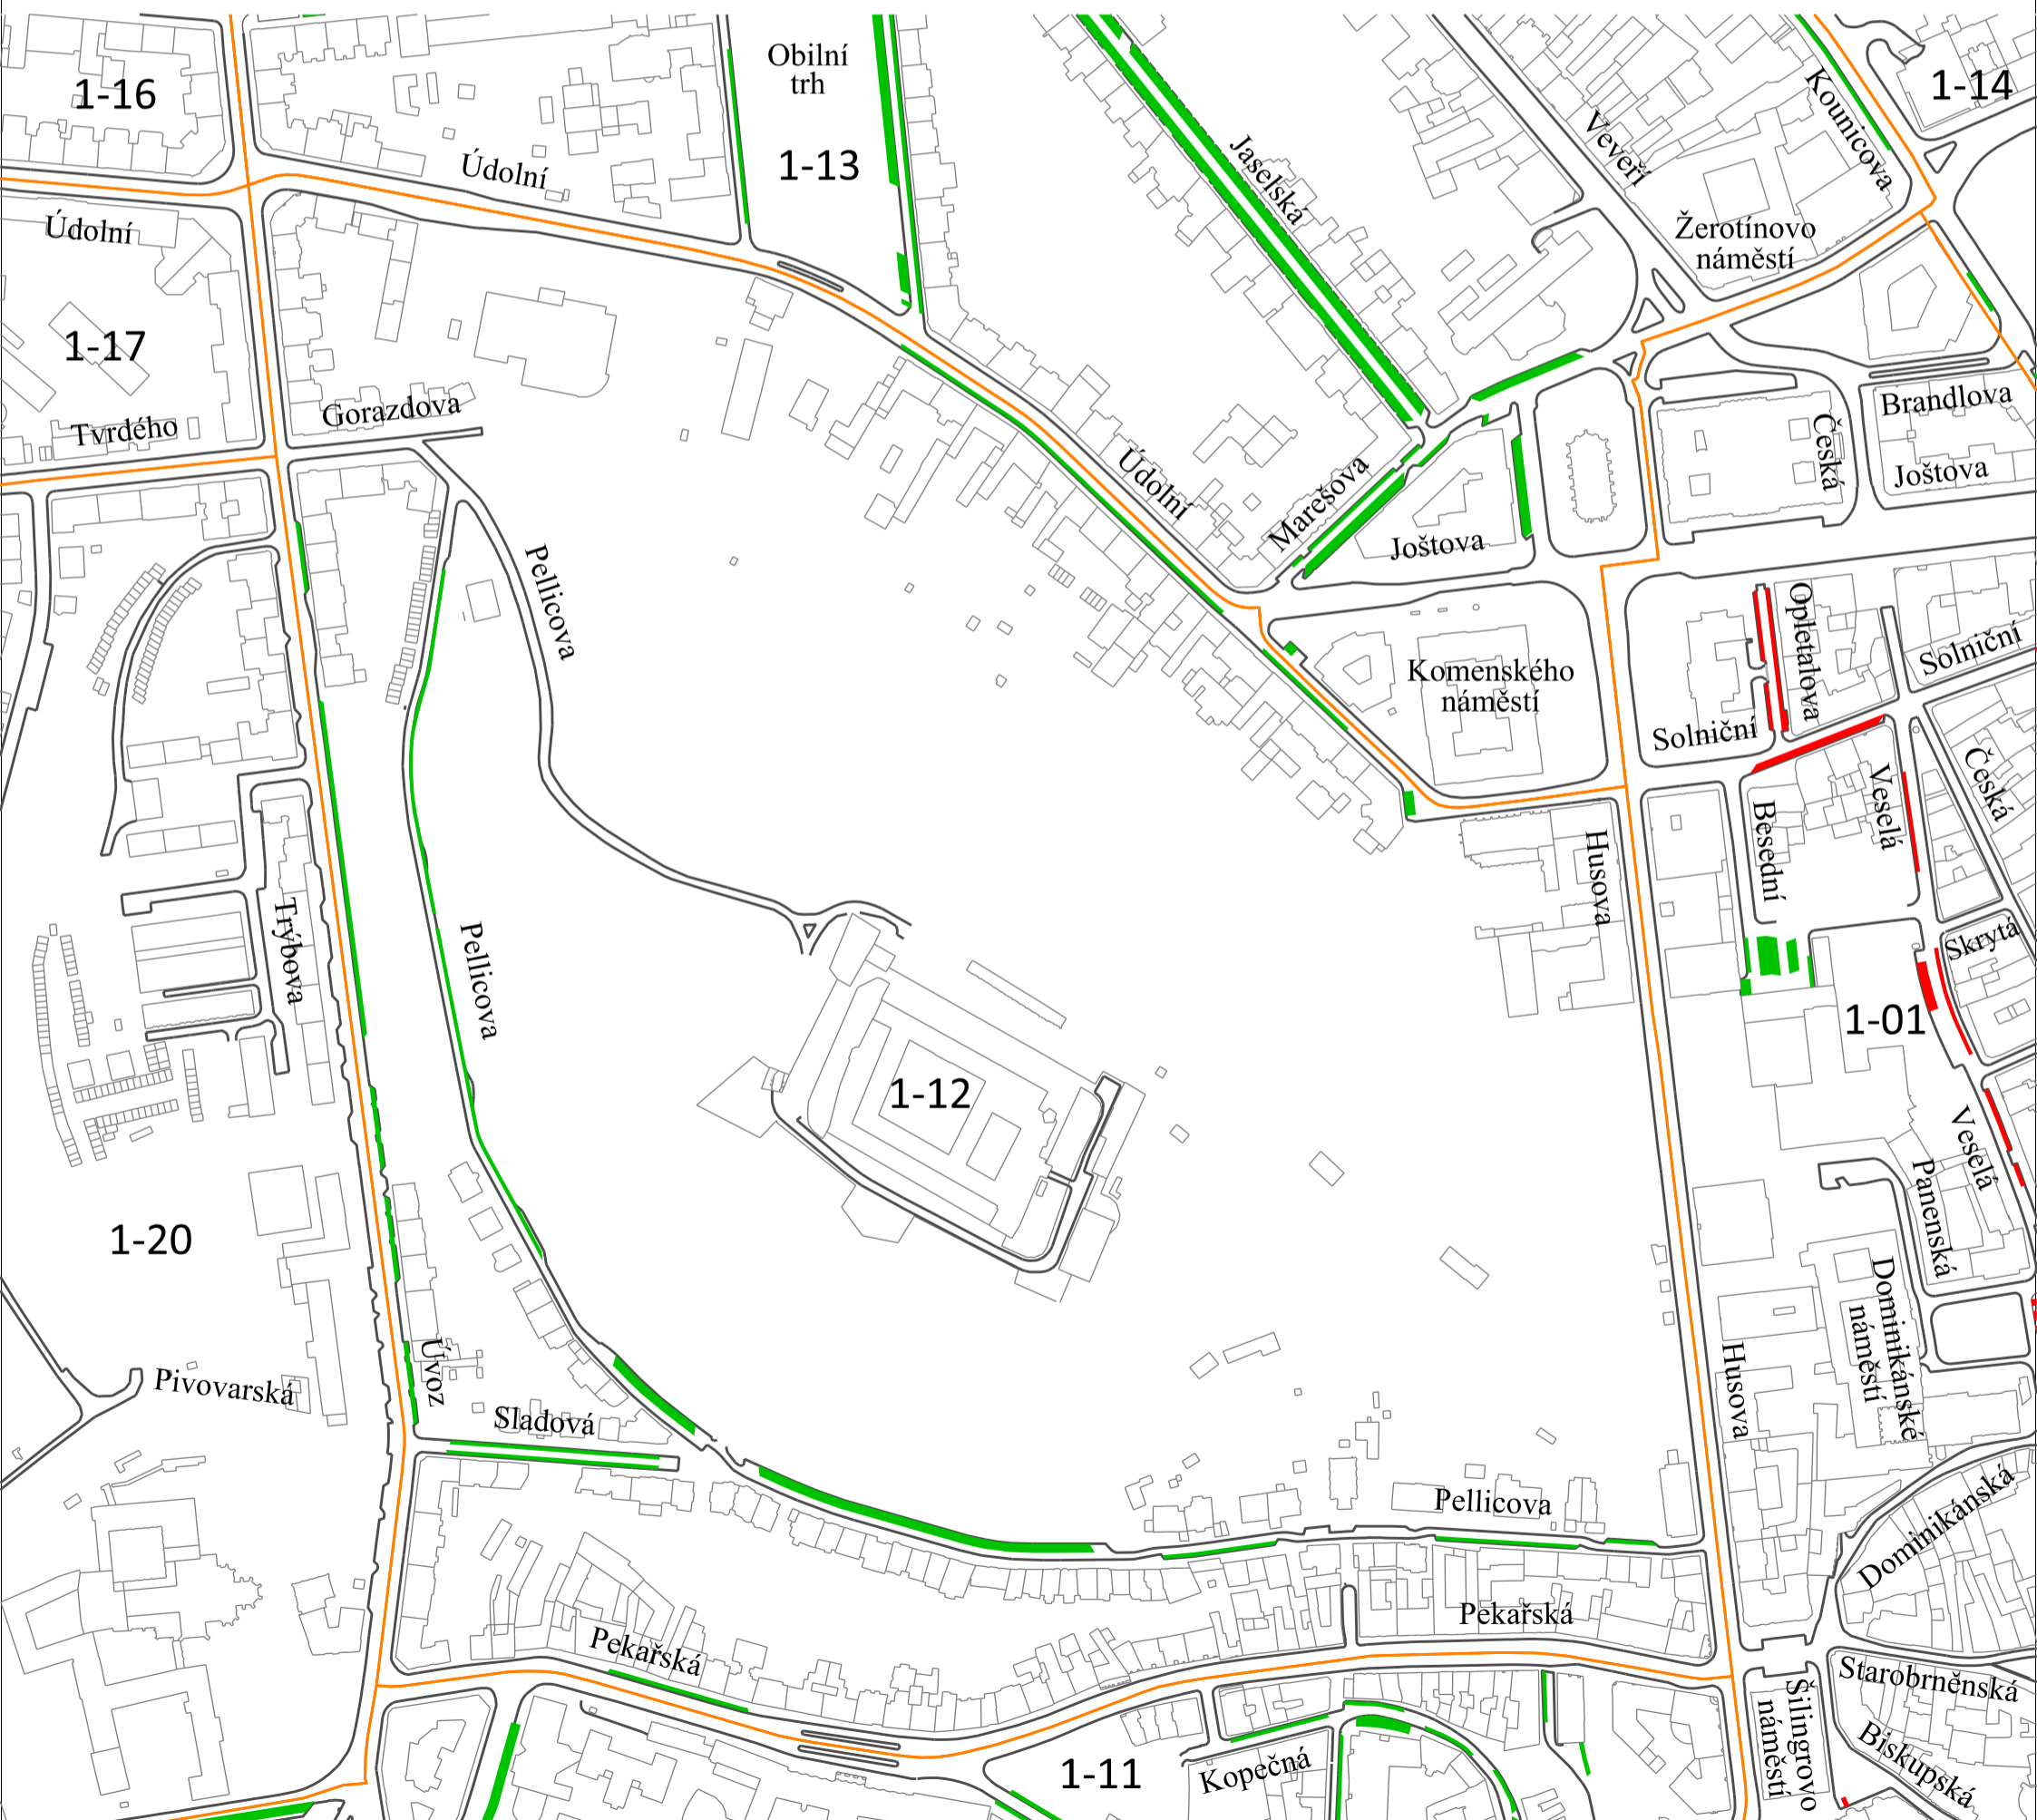 Obilní
trh
1-16
1-14
Kounicova
Veveří
Jaselská
1-13
Údolní
Údolní
Žerotínovo
náměstí
1-17
Gorazdova
Tvrdého
Brandlova
Česká
Joštova
Údolní
Marešova
Joštova
Pellicova
Opletalova
Solniční
Komenského
náměstí
Solniční
Veselá
Česká
Besední
Husova
Trýbova
Pellicova
Skrytá
1-01
1-12
Veselá
Panenská
1-20
Dominikánské
náměstí
Úvoz
Pivovarská
Husova
Sladová
Pellicova
Dominikánská
Pekařská
Pekařská
Starobrněnská
Šilingrovo
náměstí
Biskupská
1-11
Kopečná